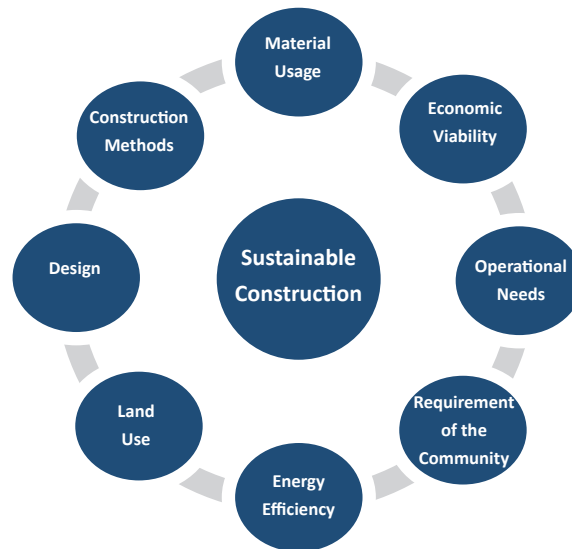 Material
Usage
Economic
Viability
Operational
Needs
Requirement
of the
Community
Energy
Efficiency
Land
Use
Design
Construction
Methods
Sustainable
Construction